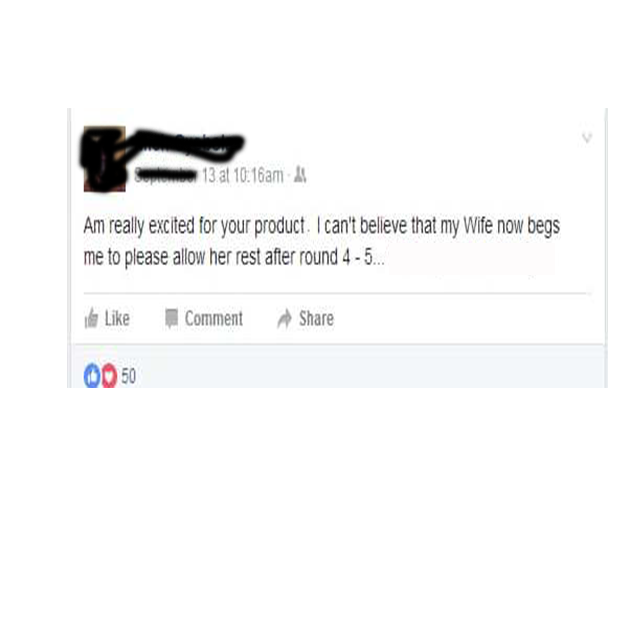 13 at 10:16am
Am really excited for your product. I can't believe that my Wife now begs
me to please allow her rest after round 4 - 5...
Like Comment Share
50